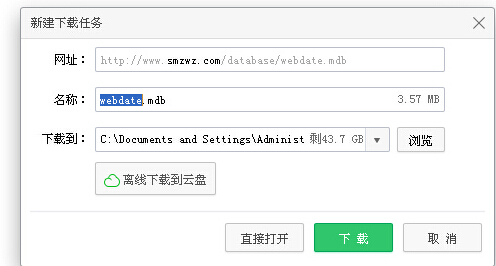 新建下载任务
网址： http://www.smzwz.com/database/webdate.mdb
名称： webdate.mdb 3.57 MB
下载到： C:\Documents and Settings\Administ 剩43.7 GB 浏览
离线下载到云盘
直接打开 下载 取消